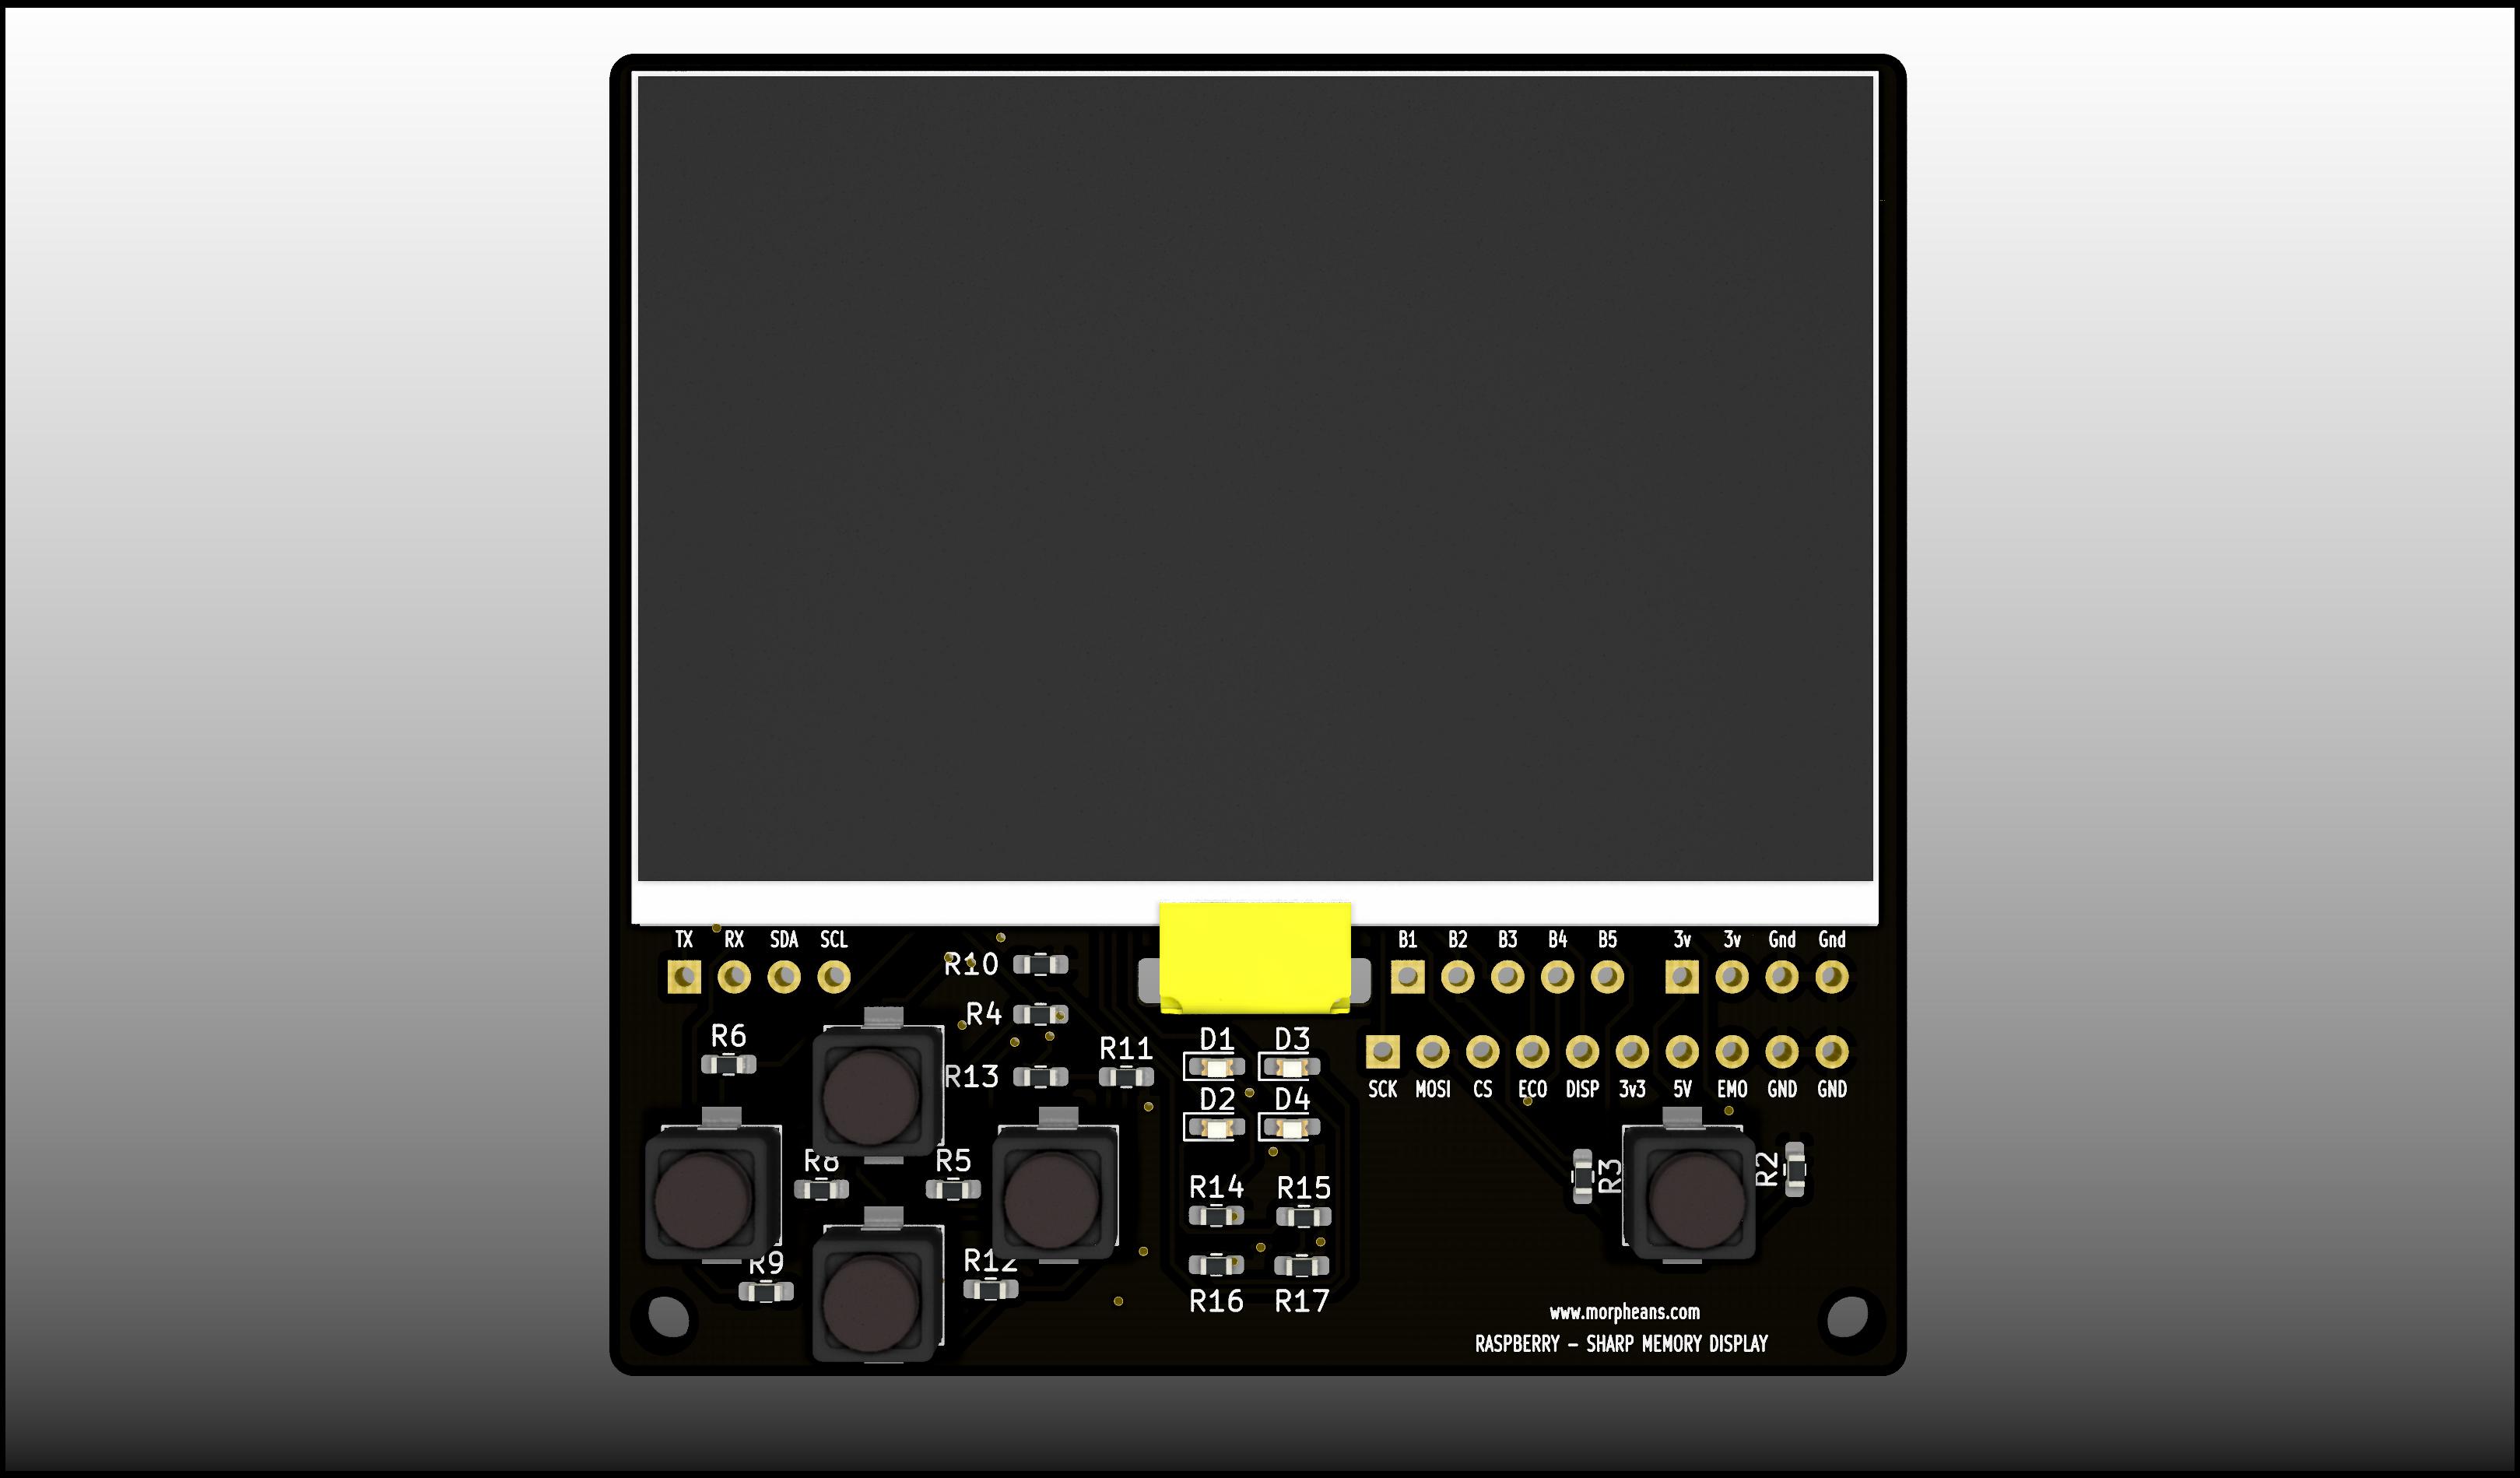 TX RX SDA SCL B1 B2 B3 B4 B5 3v 3v Gnd Gnd
R10
R4
R6 R11 D1 D3
R13 SCK MOSI CS ECO DISP 3v3 5V EMO GND GND
D2 D4
R8 R5 R3 R2
R14 R15
R9 R12
R16 R17
www.morpheans.com
RASPBERRY - SHARP MEMORY DISPLAY